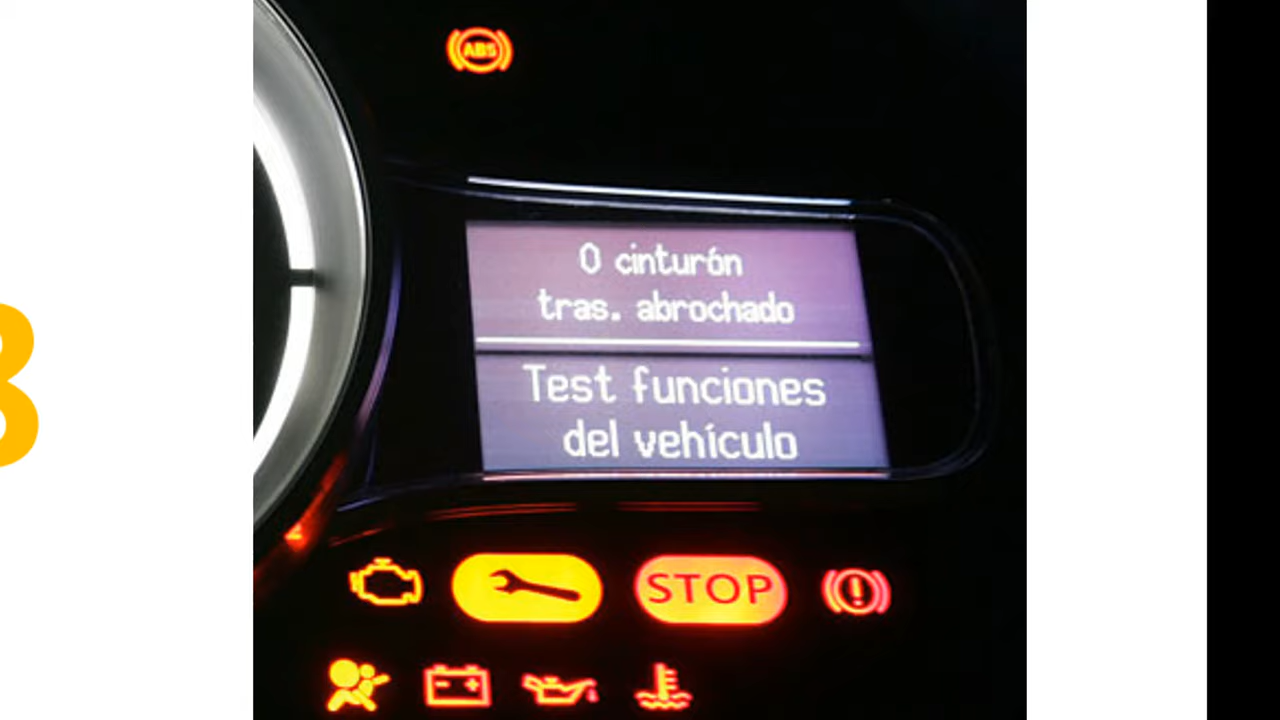 ABS
0 cinturón
tras. abrochado
Test funciones
del vehículo
STOP